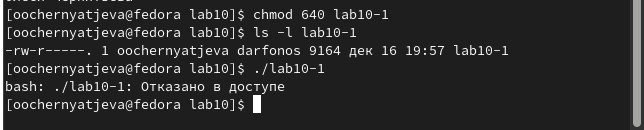 [oochernyatjeva@fedora lab10]$ chmod 640 lab10-1
[oochernyatjeva@fedora lab10]$ ls -l lab10-1
-rw-r-----. 1 oochernyatjeva darfonos 9164 дек 16 19:57 lab10-1
[oochernyatjeva@fedora lab10]$ ./lab10-1
bash: ./lab10-1: Отказано в доступе
[oochernyatjeva@fedora lab10]$